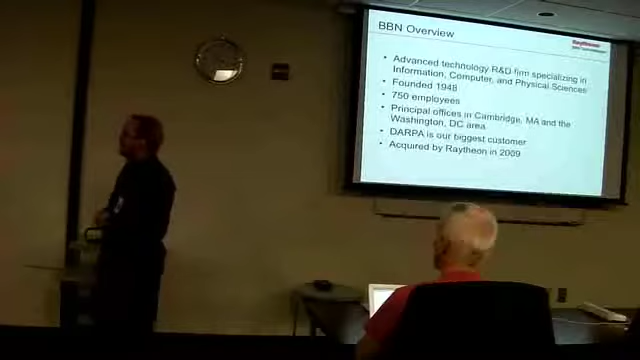 BBN Overview
Raytheon
• Advanced technology R&D firm specializing in
Information, Computer, and Physical Sciences
• Founded 1948
• 750 employees
• Principal offices in Cambridge, MA and the
Washington, DC area
• DARPA is our biggest customer
• Acquired by Raytheon in 2009